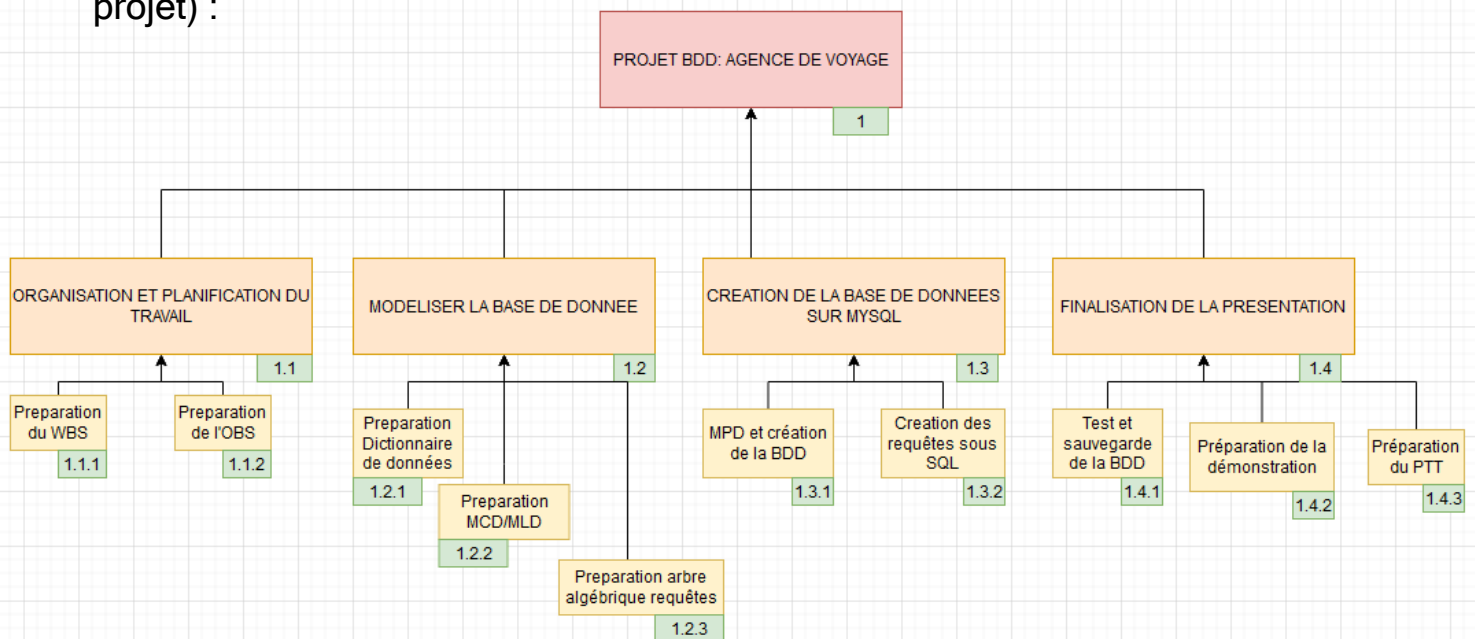 projet) :
PROJET BDD: AGENCE DE VOYAGE
1
ORGANISATION ET PLANIFICATION DU
TRAVAIL
1.1
MODELISER LA BASE DE DONNEE
1.2
CREATION DE LA BASE DE DONNEES
SUR MYSQL
1.3
FINALISATION DE LA PRESENTATION
1.4
Preparation
du WBS
1.1.1
Preparation
de l'OBS
1.1.2
Preparation
Dictionnaire
de données
1.2.1
Preparation
MCD/MLD
1.2.2
Preparation arbre
algébrique requêtes
1.2.3
MPD et création
de la BDD
1.3.1
Creation des
requêtes sous
SQL
1.3.2
Test et
sauvegarde
de la BDD
1.4.1
Préparation de la
démonstration
1.4.2
Préparation
du PTT
1.4.3